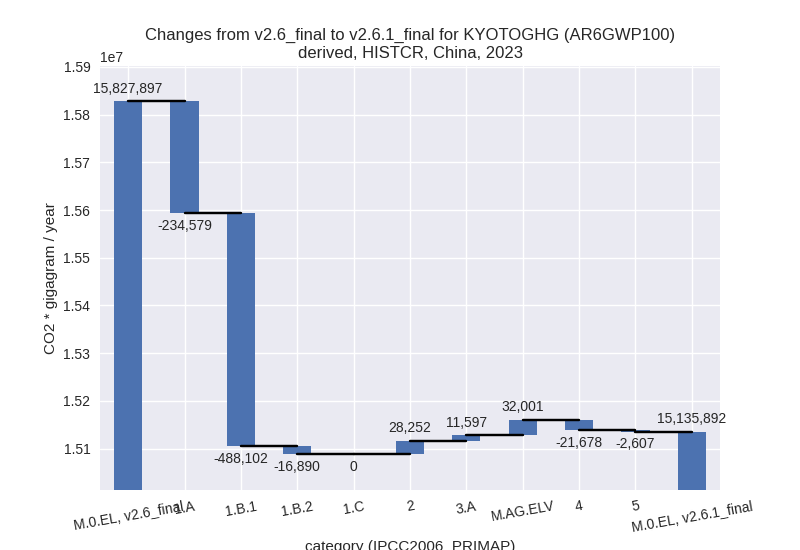 Changes from v2.6_final to v2.6.1_final for KYOTOGHG (AR6GWP100)
derived, HISTCR, China, 2023
1e7
1.59
1.58
1.57
1.56
1.55
1.54
1.53
1.52
1.51
CO2 * gigagram / year
15,827,897
-234,579
-488,102
-16,890
0
28,252
11,597
32,001
-21,678
-2,607
15,135,892
M.0.EL, v2.6_final
1.A
1.B.1
1.B.2
1.C
2
3.A
M.AG.ELV
4
5
M.0.EL, v2.6.1_final
category (IPCC2006_PRIMAP)